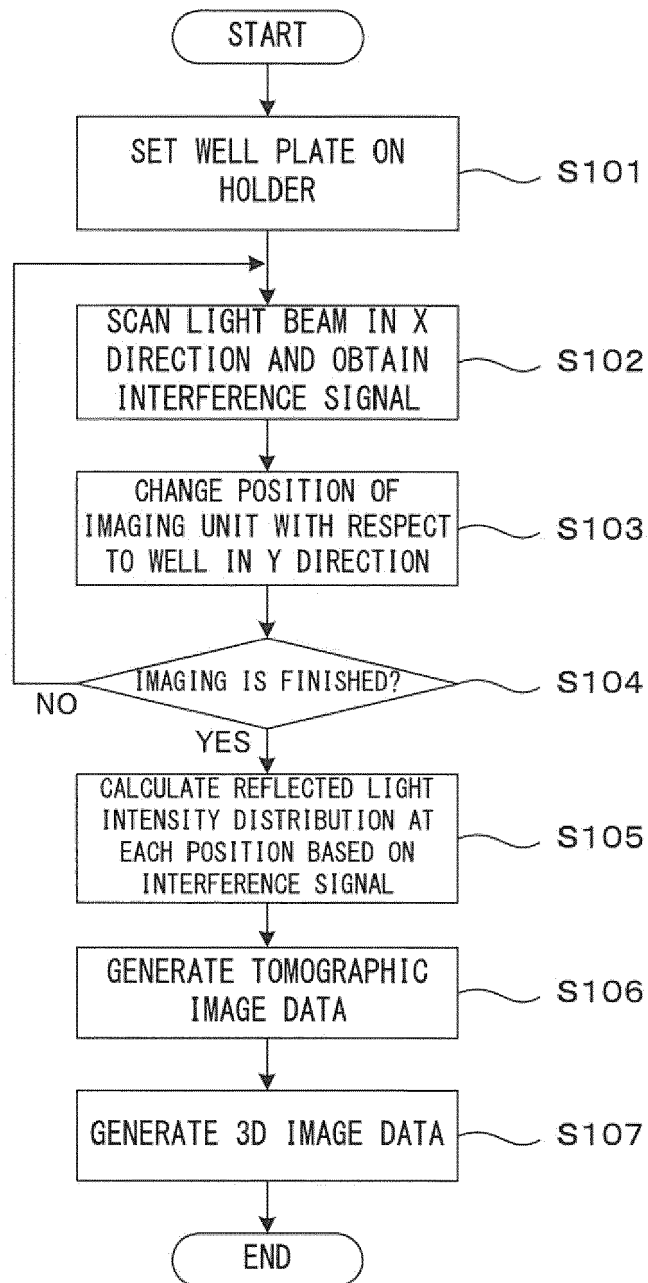 START
SET WELL PLATE ON
HOLDER
S101
SCAN LIGHT BEAM IN X
DIRECTION AND OBTAIN
INTERFERENCE SIGNAL
S102
CHANGE POSITION OF
IMAGING UNIT WITH RESPECT
TO WELL IN Y DIRECTION
S103
IMAGING IS FINISHED?
S104
NO
YES
CALCULATE REFLECTED LIGHT
INTENSITY DISTRIBUTION AT
EACH POSITION BASED ON
INTERFERENCE SIGNAL
S105
GENERATE TOMOGRAPHIC
IMAGE DATA
S106
GENERATE 3D IMAGE DATA
S107
END